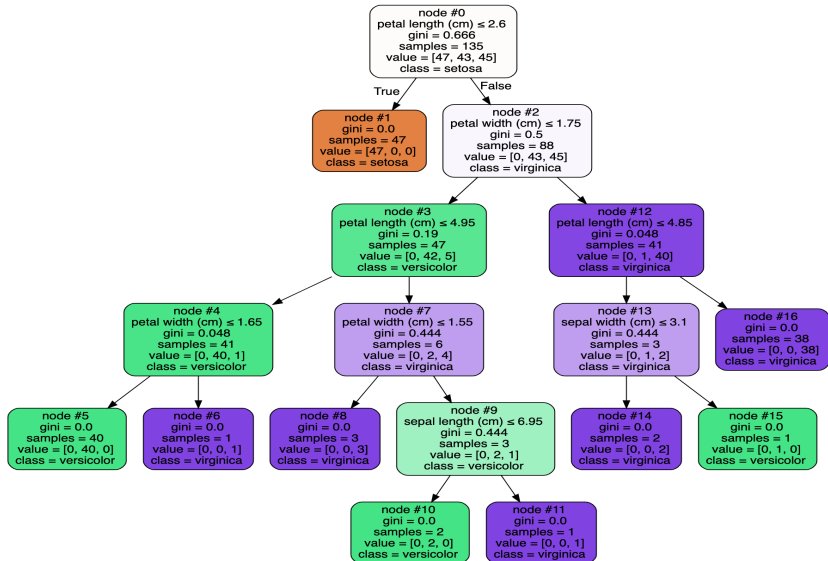 node #0
petal length (cm) ≤ 2.6
gini = 0.666
samples = 135
value = [47, 43, 45]
class = setosa
True
False
node #1
gini = 0.0
samples = 47
value = [47, 0, 0]
class = setosa
node #2
petal width (cm) ≤ 1.75
gini = 0.5
samples = 88
value = [0, 43, 45]
class = virginica
node #3
petal length (cm) ≤ 4.95
gini = 0.19
samples = 47
value = [0, 42, 5]
class = versicolor
node #12
petal length (cm) ≤ 4.85
gini = 0.048
samples = 41
value = [0, 1, 40]
class = virginica
node #4
petal width (cm) ≤ 1.65
gini = 0.048
samples = 41
value = [0, 40, 1]
class = versicolor
node #7
petal width (cm) ≤ 1.55
gini = 0.444
samples = 6
value = [0, 2, 4]
class = virginica
node #13
sepal width (cm) ≤ 3.1
gini = 0.444
samples = 3
value = [0, 1, 2]
class = virginica
node #16
gini = 0.0
samples = 38
value = [0, 0, 38]
class = virginica
node #5
gini = 0.0
samples = 40
value = [0, 40, 0]
class = versicolor
node #6
gini = 0.0
samples = 1
value = [0, 0, 1]
class = virginica
node #8
gini = 0.0
samples = 3
value = [0, 0, 3]
class = virginica
node #9
sepal length (cm) ≤ 6.95
gini = 0.444
samples = 3
value = [0, 2, 1]
class = versicolor
node #14
gini = 0.0
samples = 2
value = [0, 0, 2]
class = virginica
node #15
gini = 0.0
samples = 1
value = [0, 1, 0]
class = versicolor
node #10
gini = 0.0
samples = 2
value = [0, 2, 0]
class = versicolor
node #11
gini = 0.0
samples = 1
value = [0, 0, 1]
class = virginica